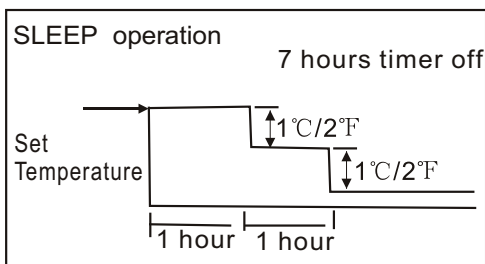 SLEEP operation
7 hours timer off
1℃/2℉
Set
Temperature
1℃/2℉
1 hour
1 hour